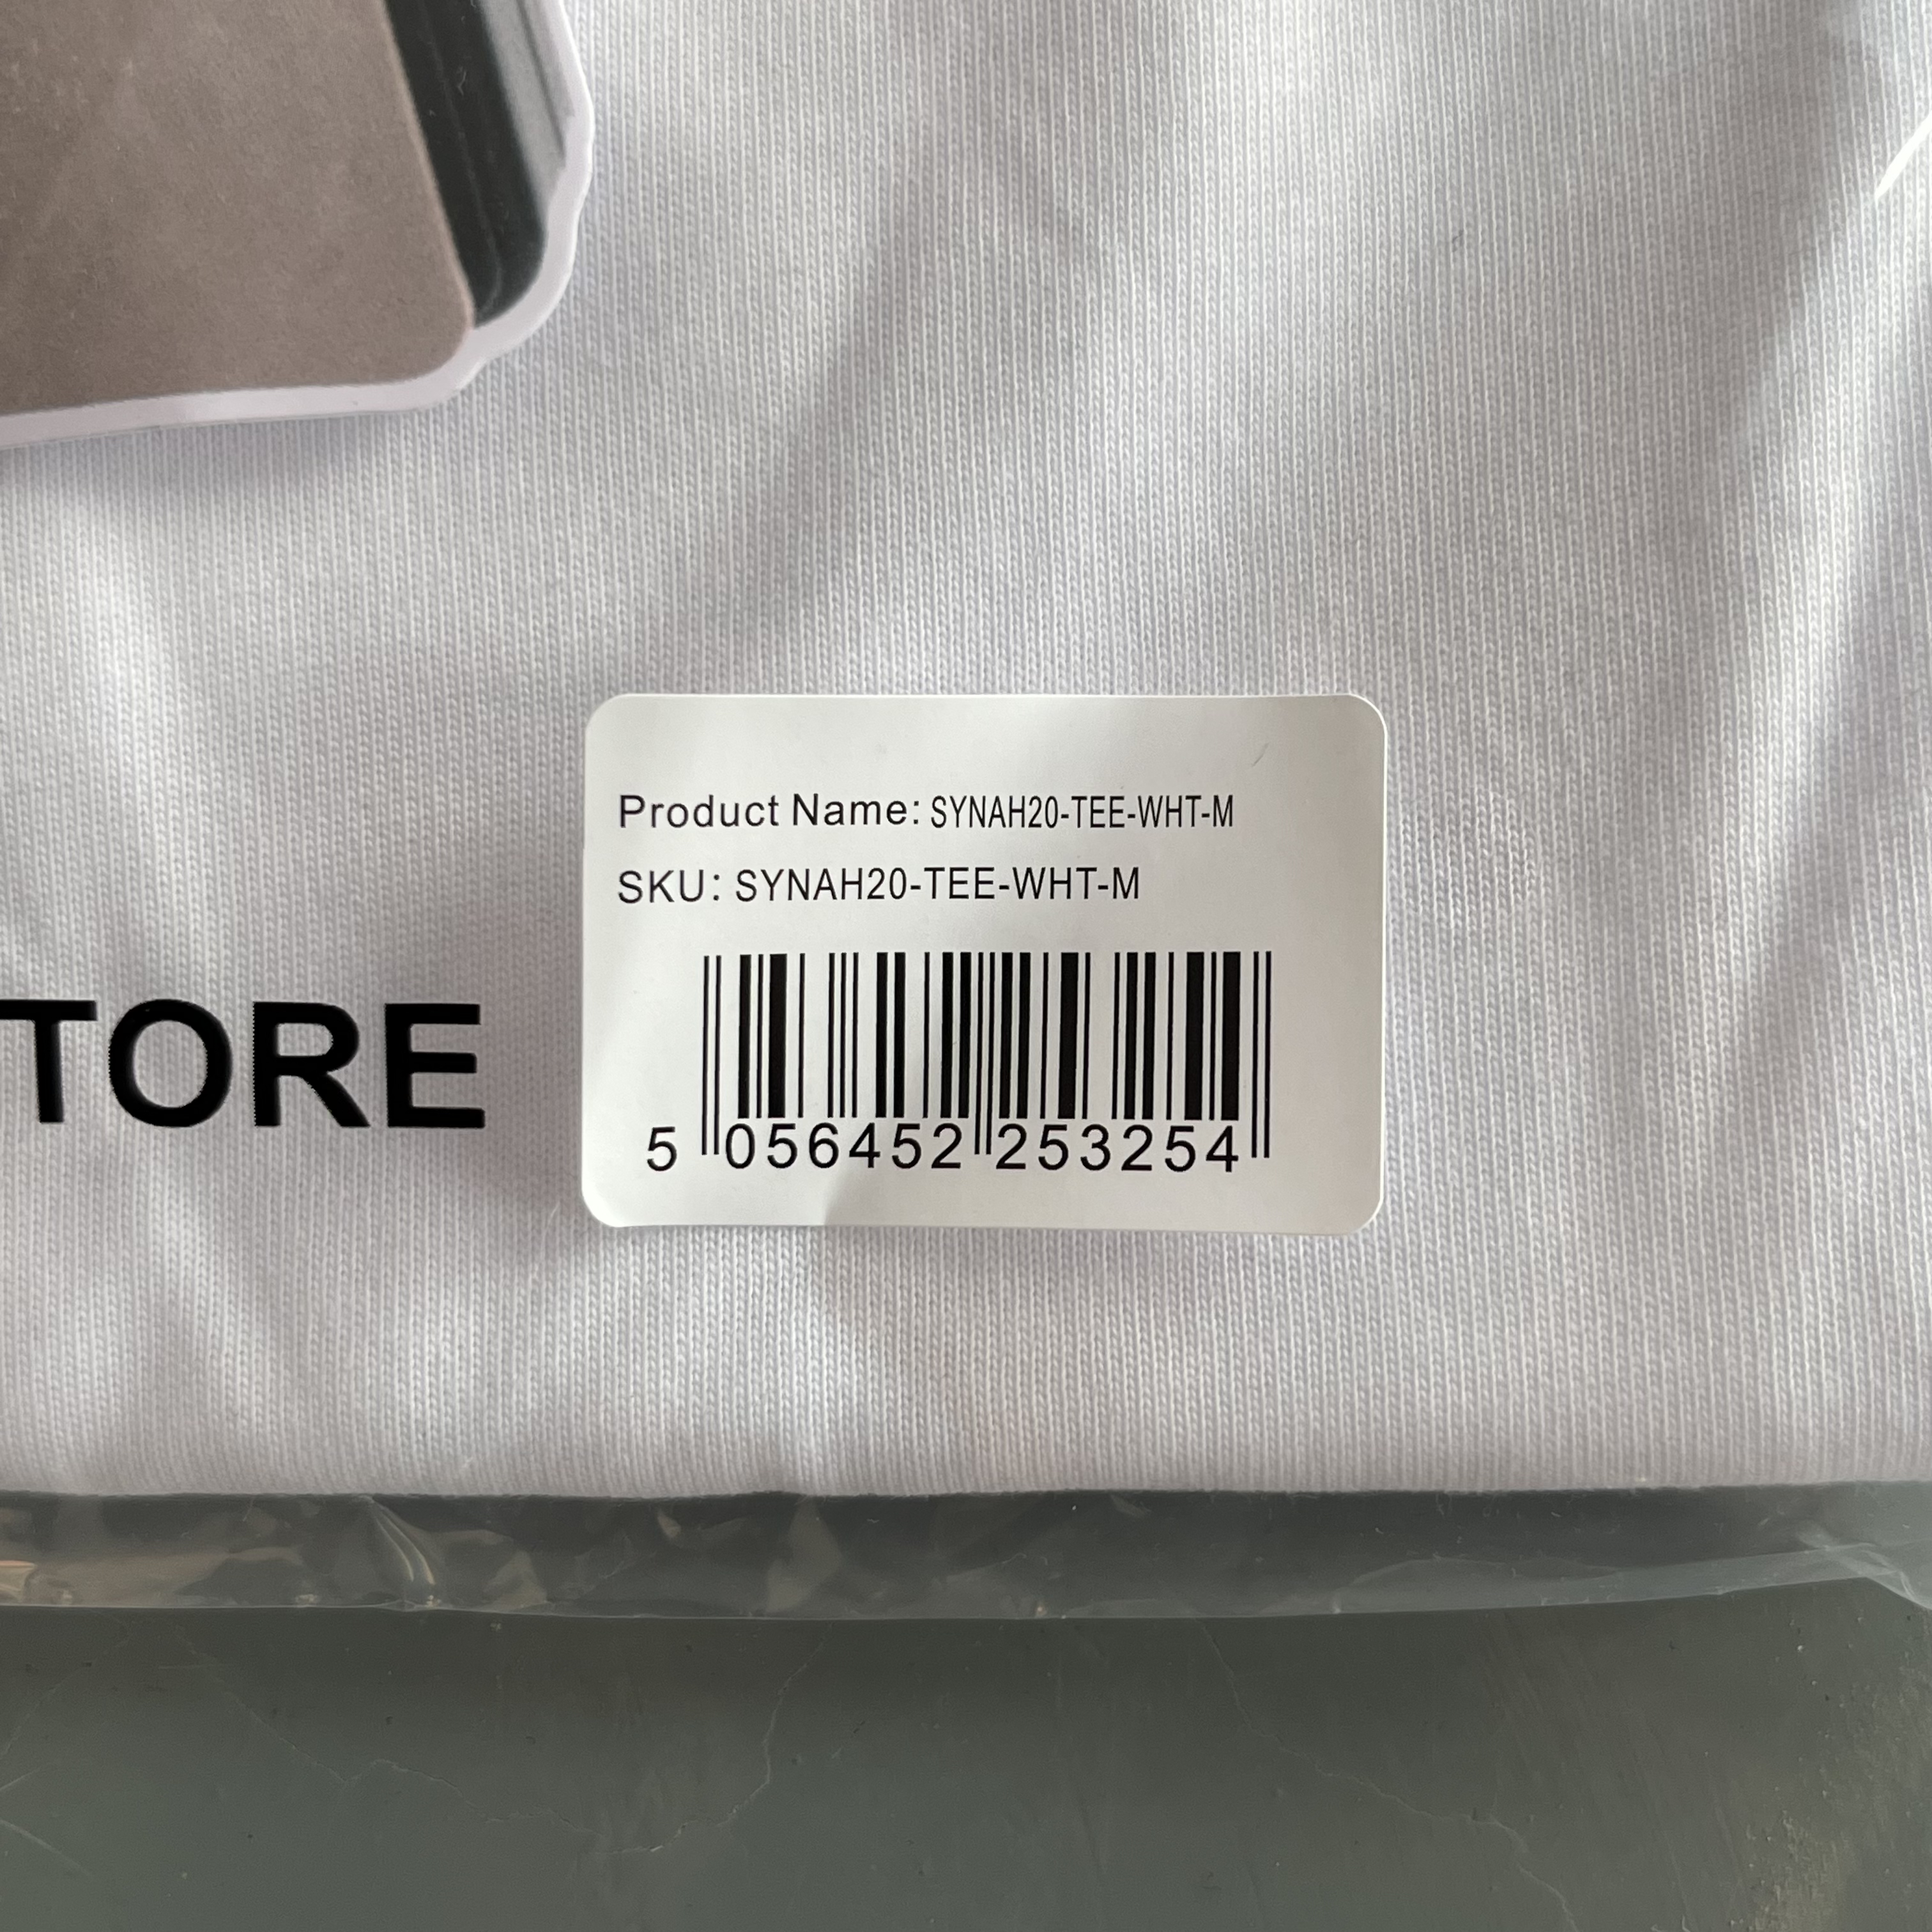 Product Name: SYNAH20-TEE-WHT-M
SKU: SYNAH20-TEE-WHT-M
TORE
5 056452 253254